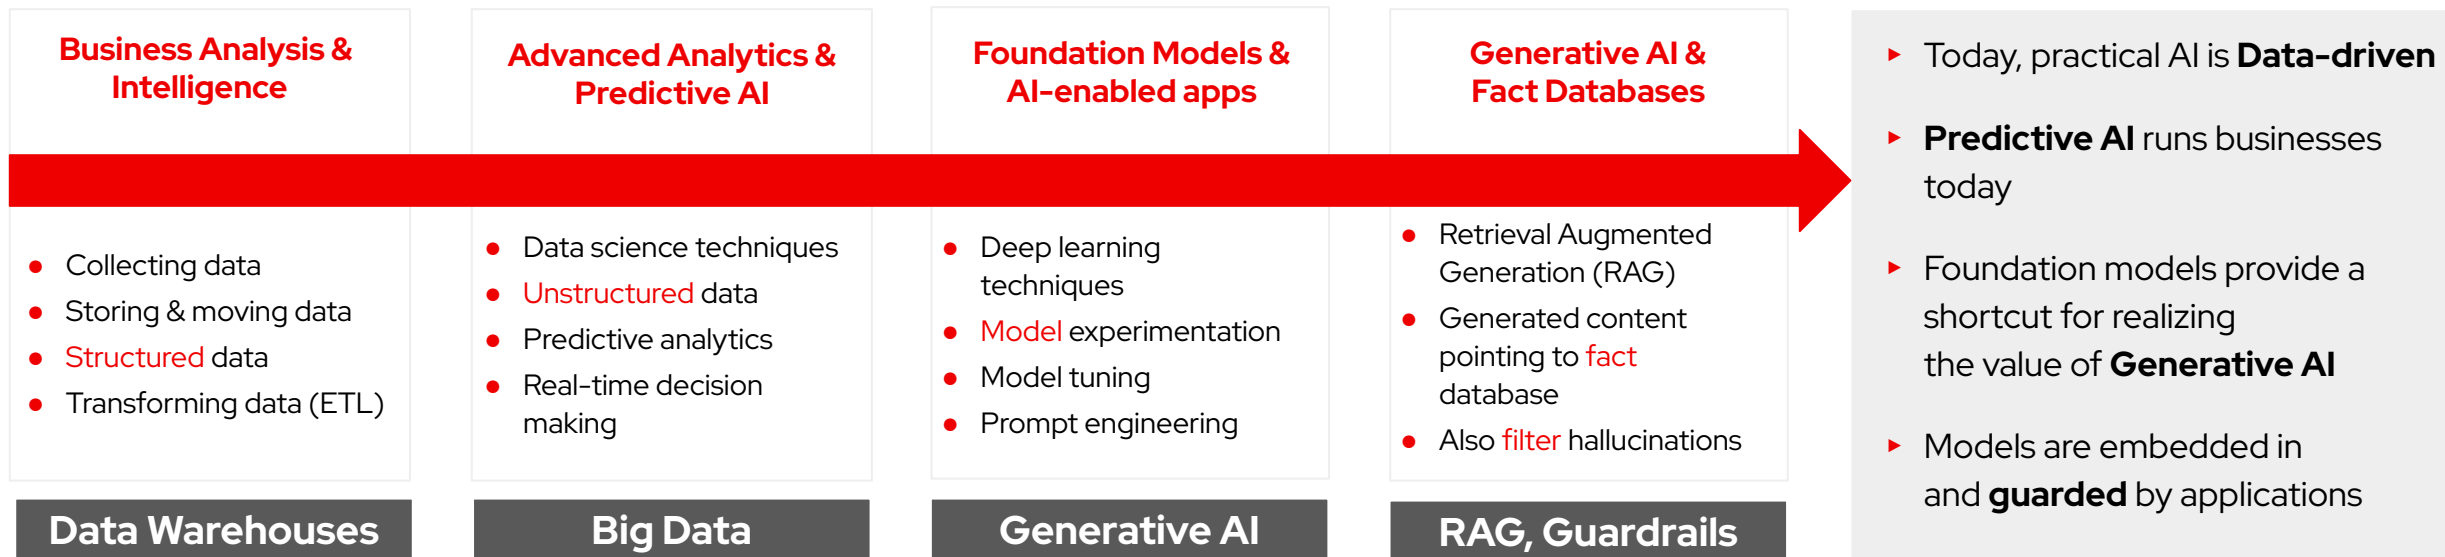 Business Analysis &
Intelligence
● Collecting data
● Storing & moving data
● Structured data
● Transforming data (ETL)
Data Warehouses
Advanced Analytics &
Predictive AI
● Data science techniques
● Unstructured data
● Predictive analytics
● Real-time decision
making
Big Data
Foundation Models &
AI-enabled apps
● Deep learning
techniques
● Model experimentation
● Model tuning
● Prompt engineering
Generative AI
Generative AI &
Fact Databases
● Retrieval Augmented
Generation (RAG)
● Generated content
pointing to fact
database
● Also filter hallucinations
RAG, Guardrails
▸ Today, practical AI is Data-driven
▸ Predictive AI runs businesses
today
▸ Foundation models provide a
shortcut for realizing
the value of Generative AI
▸ Models are embedded in
and guarded by applications